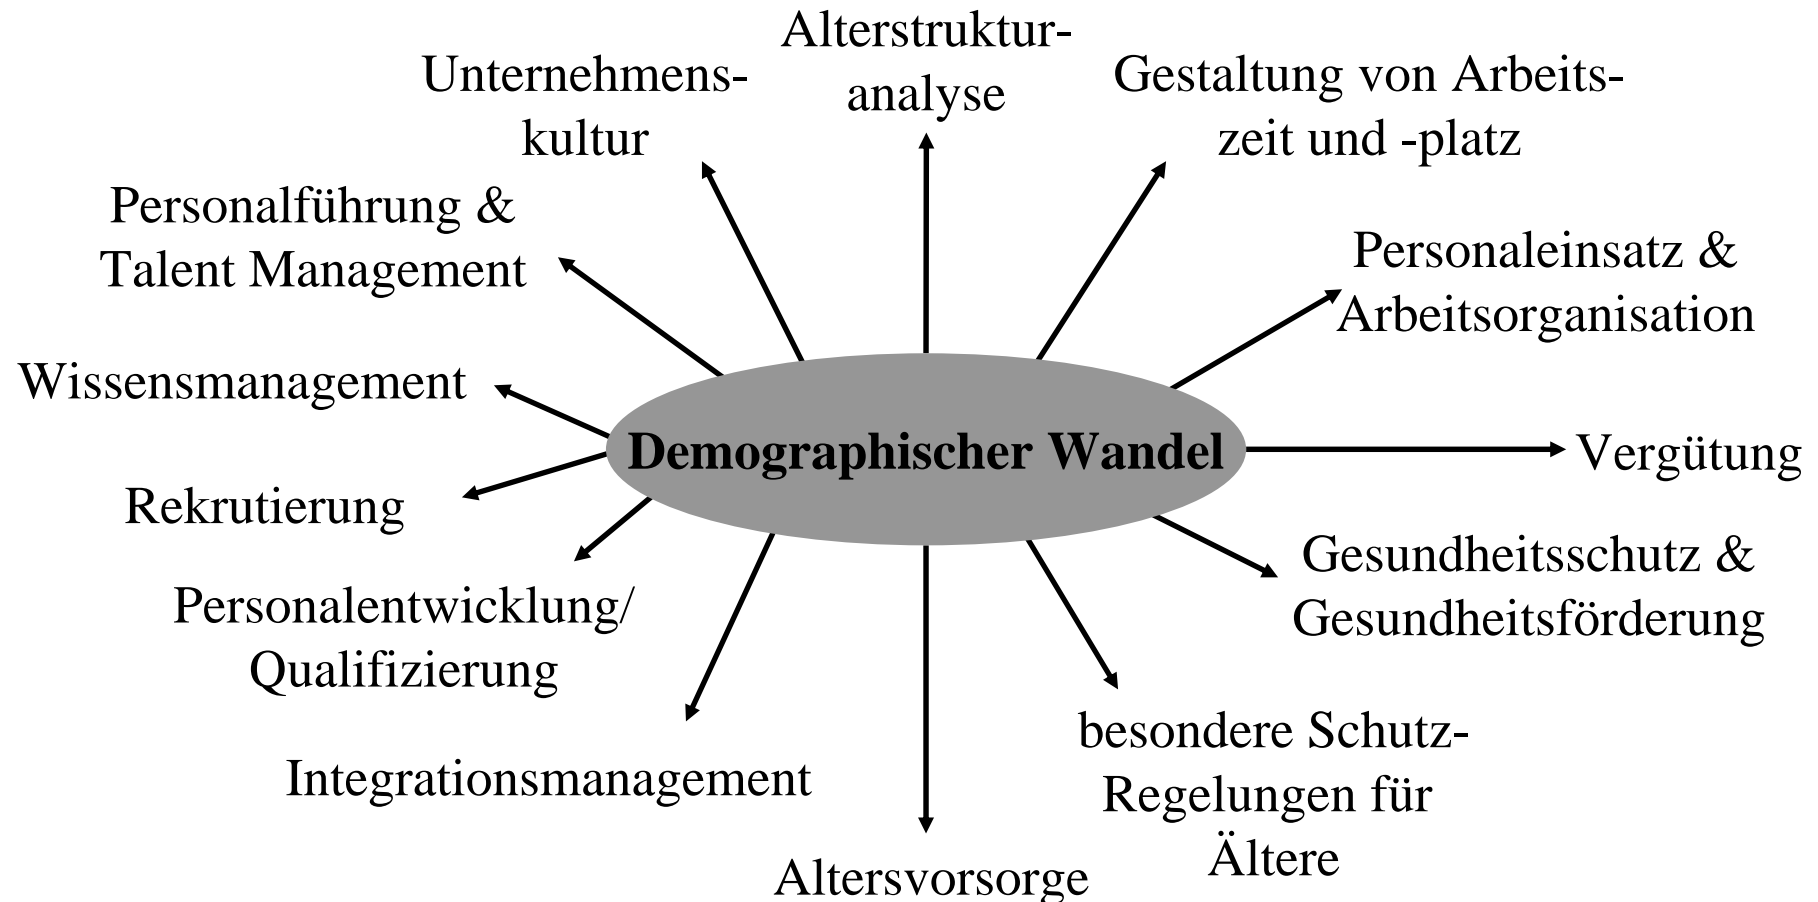 Alterstruktur-
analyse
Unternehmens-
kultur
Gestaltung von Arbeits-
zeit und -platz
Personalführung &
Talent Management
Personaleinsatz &
Arbeitsorganisation
Wissensmanagement
Demographischer Wandel
Vergütung
Rekrutierung
Gesundheitsschutz &
Gesundheitsförderung
Personalentwicklung/
Qualifizierung
besondere Schutz-
Regelungen für
Ältere
Integrationsmanagement
Altersvorsorge